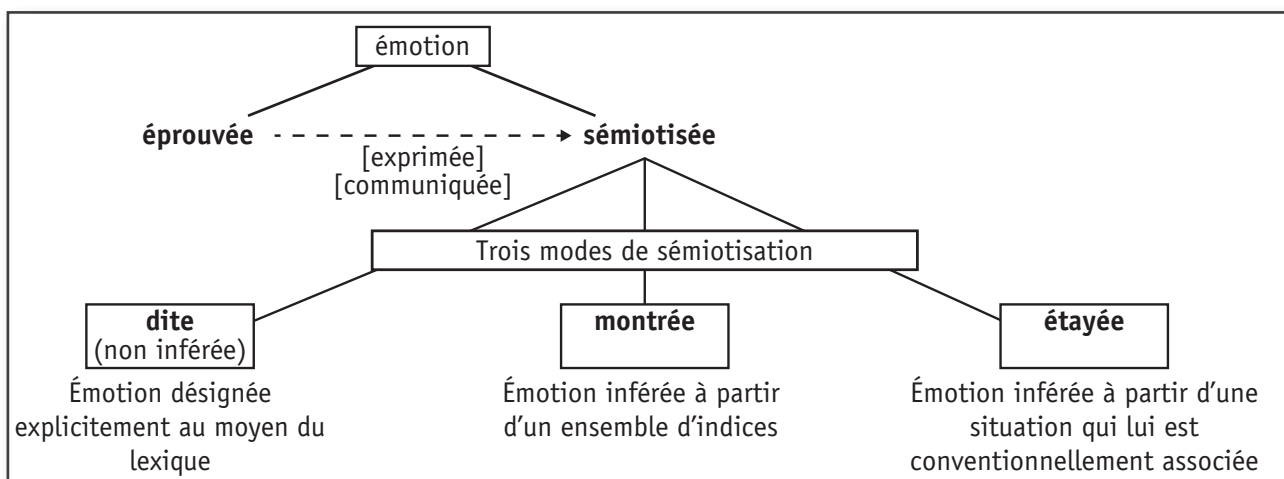 émotion
éprouvée
sémiotisée
[exprimée]
[communiquée]
Trois modes de sémiotisation
dite
(non inférée)
montrée
étayée
Émotion désignée
explicitement au moyen du
lexique
Émotion inférée à partir
d'un ensemble d'indices
Émotion inférée à partir d'une
situation qui lui est
conventionnellement associée